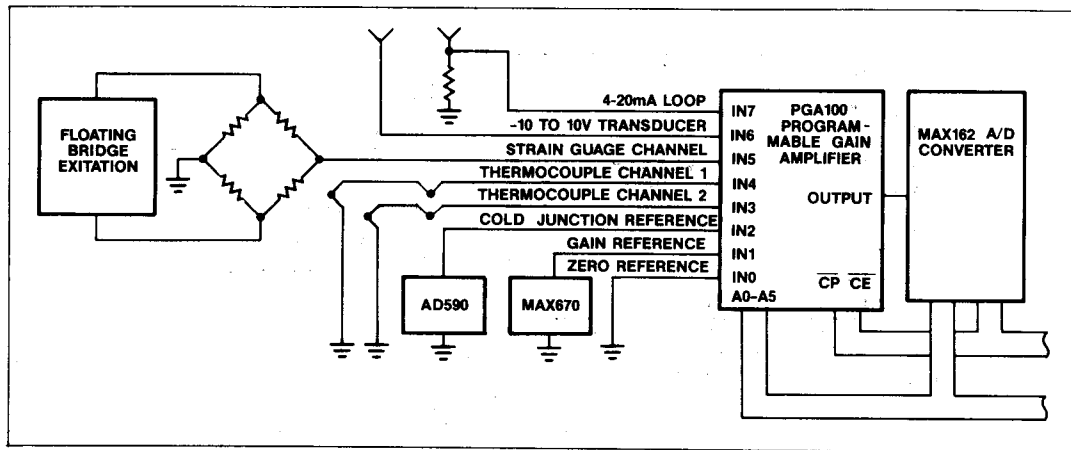 FLOATING
BRIDGE
EXITATION
4-20mA LOOP
-10 TO 10V TRANSDUCER
STRAIN GUAGE CHANNEL
THERMOCOUPLE CHANNEL 1
THERMOCOUPLE CHANNEL 2
COLD JUNCTION REFERENCE
GAIN REFERENCE
ZERO REFERENCE
AD590
MAX670
IN7
IN6
IN5
IN4
IN3
IN2
IN1
IN0
A0-A5
PGA100
PROGRAM-
MABLE GAIN
AMPLIFIER
OUTPUT
CP CE
MAX162 A/D
CONVERTER